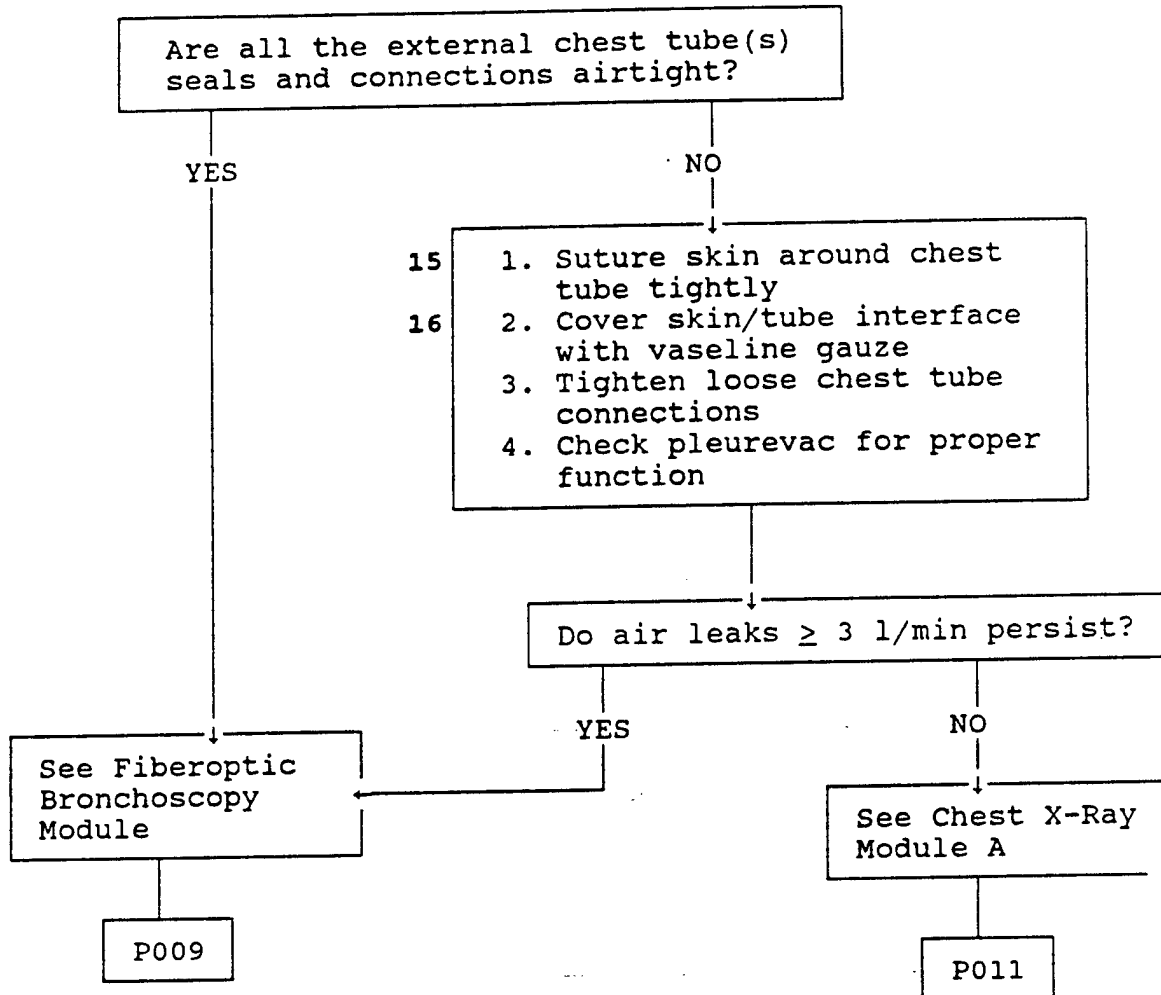 Are all the external chest tube(s)
seals and connections airtight?
YES
NO
15 1. Suture skin around chest
tube tightly
16 2. Cover skin/tube interface
with vaseline gauze
3. Tighten loose chest tube
connections
4. Check pleurevac for proper
function
Do air leaks ≥ 3 l/min persist?
YES
NO
See Fiberoptic
Bronchoscopy
Module
See Chest X-Ray
Module A
P009
P011